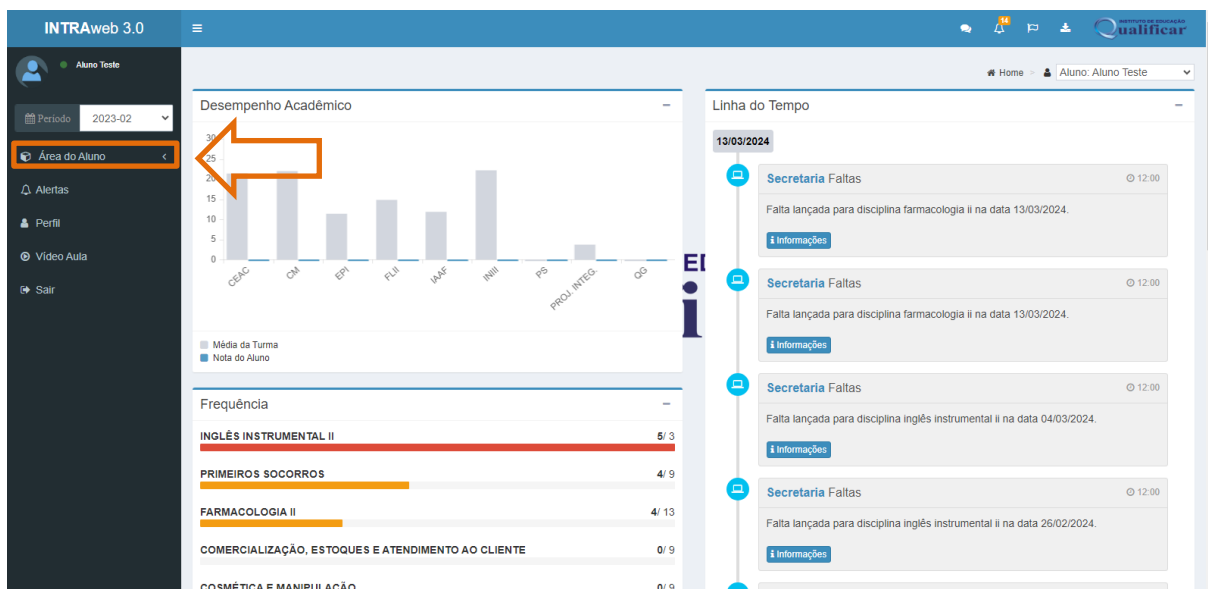 INTRAweb 3.0
14
INSTITUTO DE EDUCAÇÃO
Qualificar
Aluno Teste
Home > Aluno: Aluno Teste
Período 2023-02
Área do Aluno
Alertas
Perfil
Vídeo Aula
Sair
Desempenho Acadêmico
30
25
20
15
10
5
0
CEAC CM EPI FLII IAAF INIII PS PROJ. INTEG. QG
Média da Turma
Nota do Aluno
Frequência
INGLÊS INSTRUMENTAL II 5/ 3
PRIMEIROS SOCORROS 4/ 9
FARMACOLOGIA II 4/ 13
COMERCIALIZAÇÃO, ESTOQUES E ATENDIMENTO AO CLIENTE 0/ 9
COSMÉTICA E MANIPULAÇÃO 0/ 9
Linha do Tempo
13/03/2024
Secretaria Faltas 12:00
Falta lançada para disciplina farmacologia ii na data 13/03/2024.
Informações
Secretaria Faltas 12:00
Falta lançada para disciplina farmacologia ii na data 13/03/2024.
Informações
Secretaria Faltas 12:00
Falta lançada para disciplina inglês instrumental ii na data 04/03/2024.
Informações
Secretaria Faltas 12:00
Falta lançada para disciplina inglês instrumental ii na data 26/02/2024.
Informações